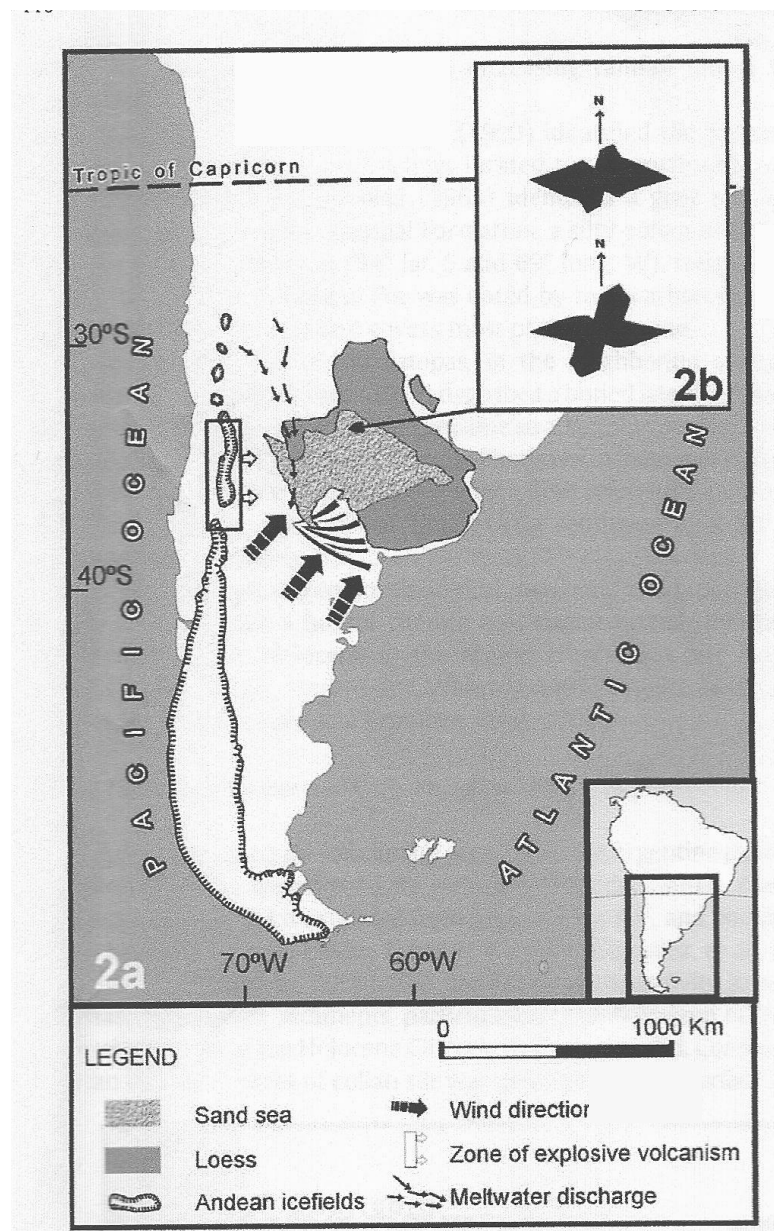 N
Tropic of Capricorn
N
30ºS
2b
PACIFIC OCEAN
40ºS
ATLANTIC OCEAN
2a
70ºW
60ºW
0
1000 Km
LEGEND
Sand sea
Wind direction
Loess
Zone of explosive volcanism
Andean icefields
Meltwater discharge